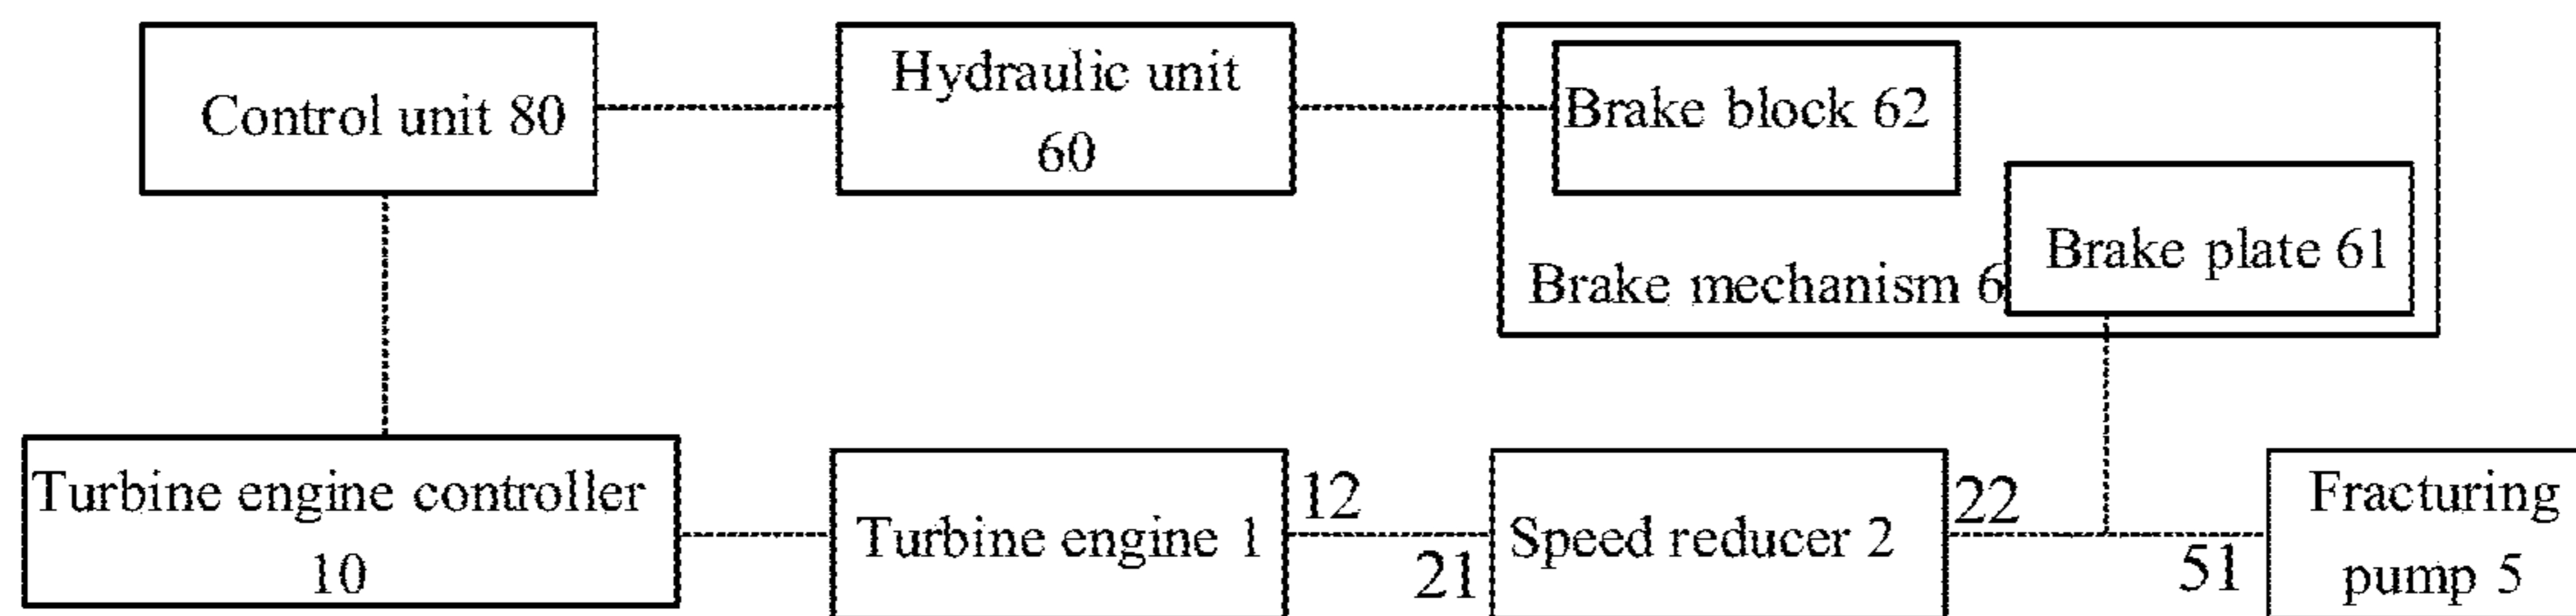 Control unit 80
Hydraulic unit
60
Brake block 62
Brake plate 61
Brake mechanism 6
Turbine engine controller
10
Turbine engine 1
12
21
Speed reducer 2
22
51
Fracturing
pump 5